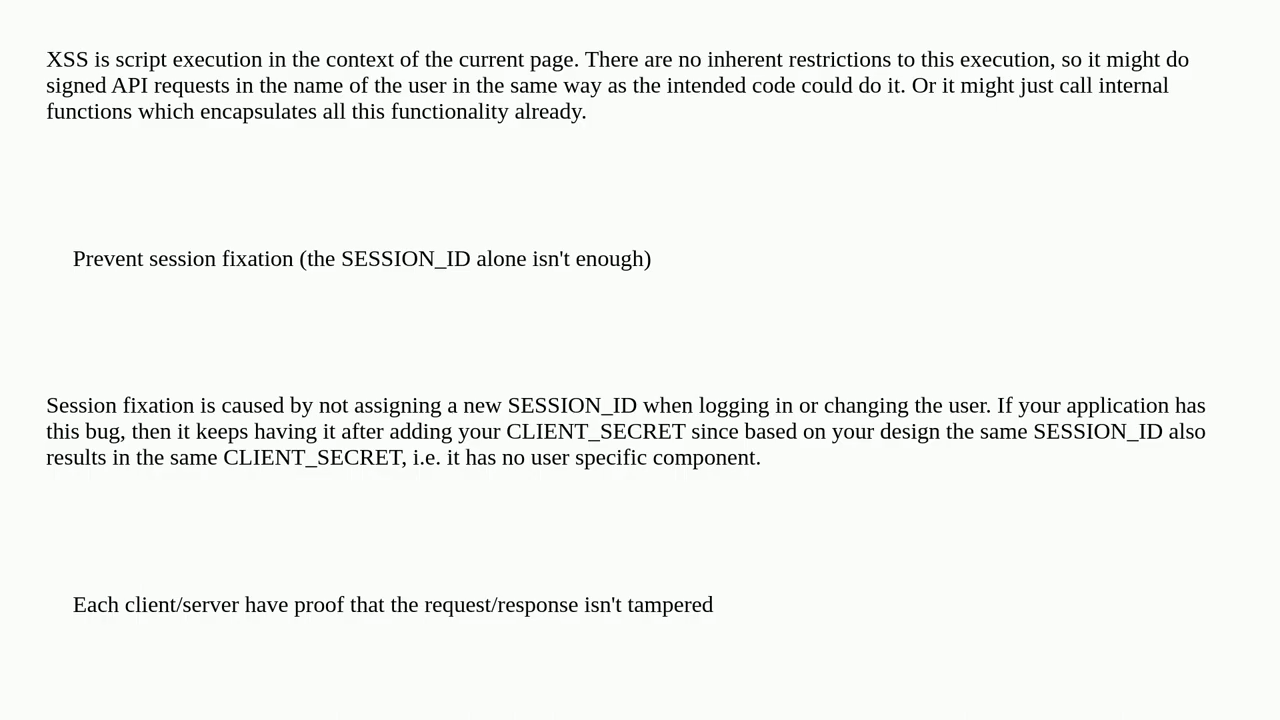 XSS is script execution in the context of the current page. There are no inherent restrictions to this execution, so it might do
signed API requests in the name of the user in the same way as the intended code could do it. Or it might just call internal
functions which encapsulates all this functionality already.
Prevent session fixation (the SESSION_ID alone isn't enough)
Session fixation is caused by not assigning a new SESSION_ID when logging in or changing the user. If your application has
this bug, then it keeps having it after adding your CLIENT_SECRET since based on your design the same SESSION_ID also
results in the same CLIENT_SECRET, i.e. it has no user specific component.
Each client/server have proof that the request/response isn't tampered